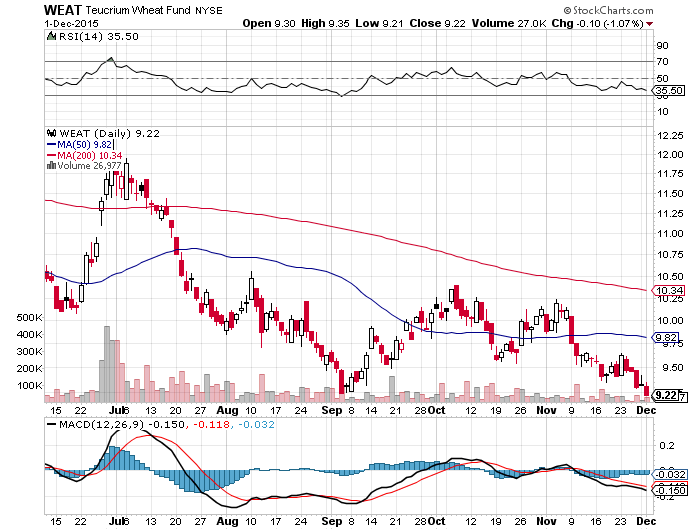 WEAT Teucrium Wheat Fund NYSE © StockCharts.com
1-Dec-2015 Open 9.30 High 9.35 Low 9.21 Close 9.22 Volume 27.0K Chg -0.10 (-1.07%)
RSI(14) 35.50
90
70
50
35.50
30
10
WEAT (Daily) 9.22
MA(50) 9.82
MA(200) 10.34
Volume 26,977
12.25
12.00
11.75
11.50
11.25
11.00
10.75
10.50
10.34
10.25
10.00
9.82
9.75
9.50
9.22
500K
400K
300K
200K
100K
15 22 Jul 6 13 20 27 Aug 10 17 24 Sep 8 14 21 28 Oct 12 19 26 Nov 9 16 23 Dec
MACD(12,26,9) -0.150, -0.118, -0.032
0.2
-0.032
-0.150
-0.2
15 22 Jul 6 13 20 27 Aug 10 17 24 Sep 8 14 21 28 Oct 12 19 26 Nov 9 16 23 Dec